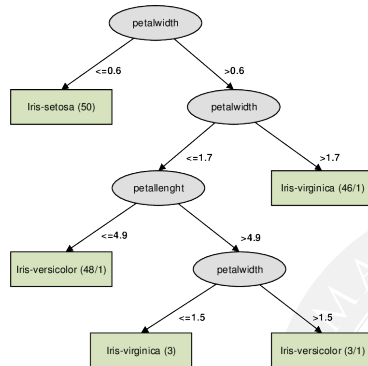 petalwidth
<=0.6
>0.6
Iris-setosa (50)
petalwidth
<=1.7
>1.7
petallenght
Iris-virginica (46/1)
<=4.9
>4.9
Iris-versicolor (48/1)
petalwidth
<=1.5
>1.5
Iris-virginica (3)
Iris-versicolor (3/1)